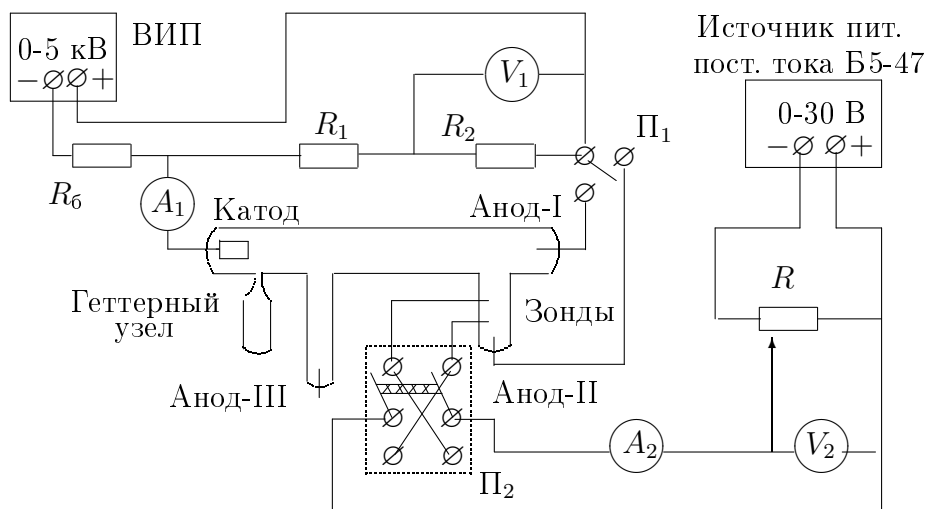 ВИП
0-5 кВ
− +
Источник пит.
пост. тока Б5-47
0-30 В
− +
V₁
R₁
R₂
П₁
Rб
A₁
Катод
Анод-I
R
Геттерный
узел
Зонды
Анод-III
Анод-II
A₂
V₂
П₂